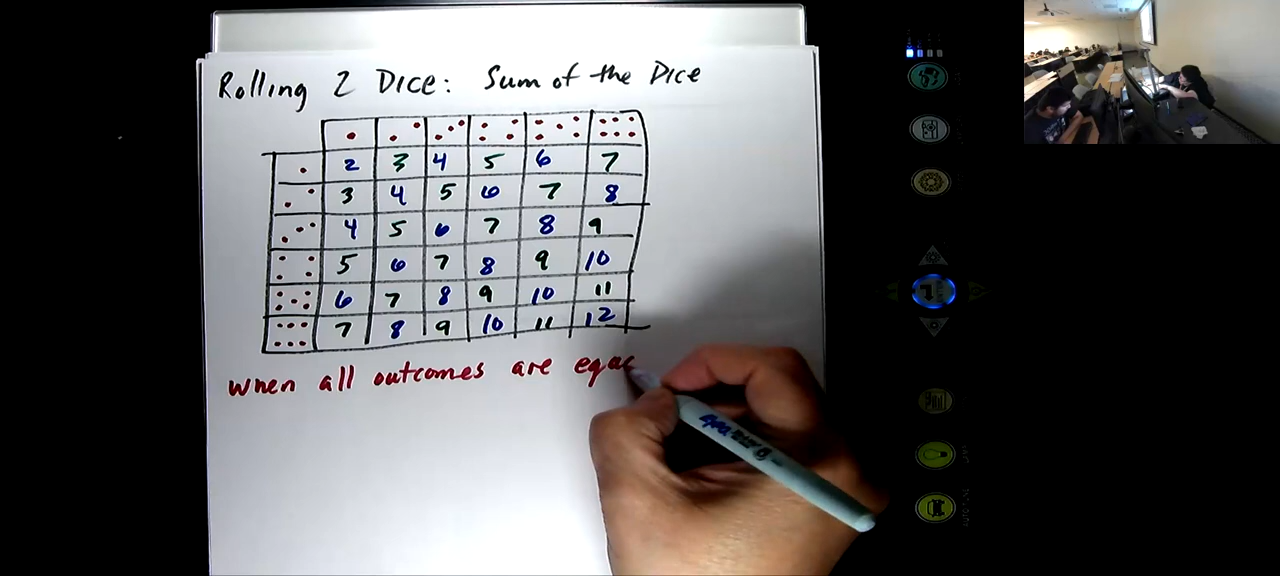 Rolling 2 Dice: Sum of the Dice
2 3 4 5 6 7
3 4 5 6 7 8
4 5 6 7 8 9
5 6 7 8 9 10
6 7 8 9 10 11
7 8 9 10 11 12
when all outcomes are equa